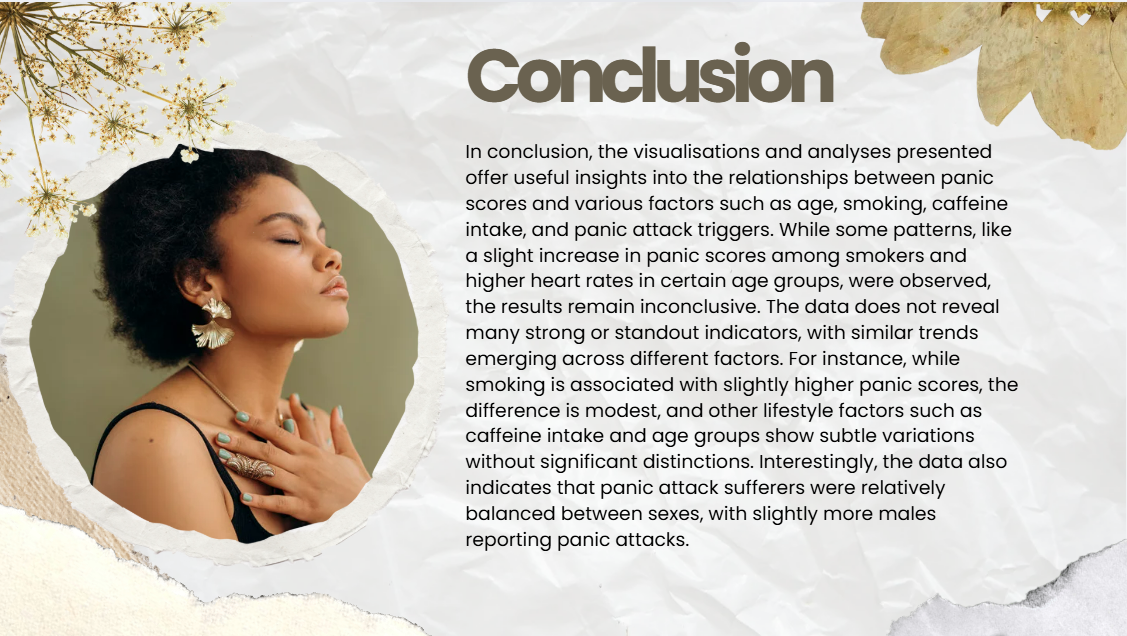 Conclusion
In conclusion, the visualisations and analyses presented
offer useful insights into the relationships between panic
scores and various factors such as age, smoking, caffeine
intake, and panic attack triggers. While some patterns, like
a slight increase in panic scores among smokers and
higher heart rates in certain age groups, were observed,
the results remain inconclusive. The data does not reveal
many strong or standout indicators, with similar trends
emerging across different factors. For instance, while
smoking is associated with slightly higher panic scores, the
difference is modest, and other lifestyle factors such as
caffeine intake and age groups show subtle variations
without significant distinctions. Interestingly, the data also
indicates that panic attack sufferers were relatively
balanced between sexes, with slightly more males
reporting panic attacks.